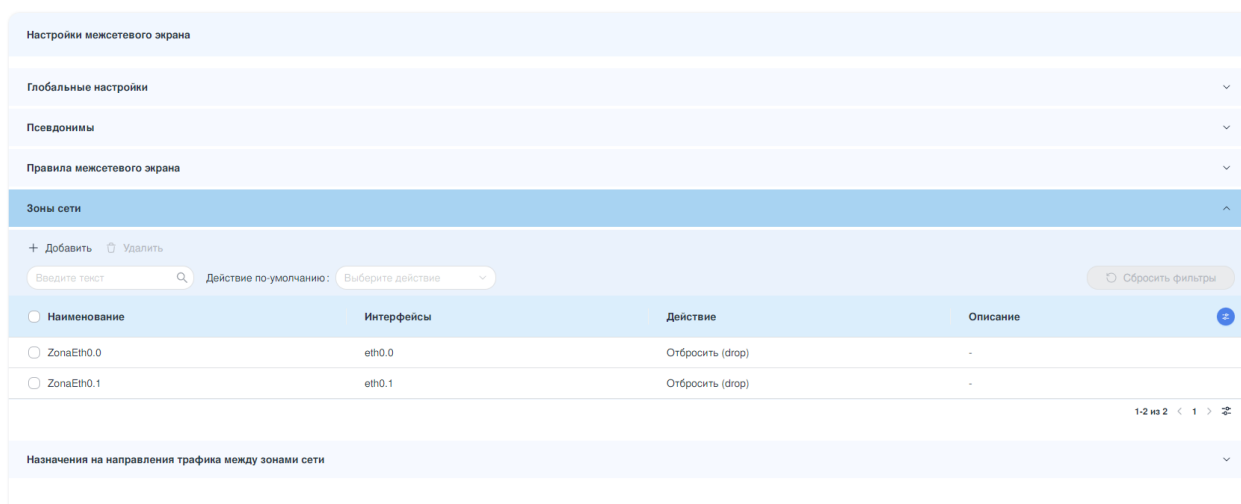 Настройки межсетевого экрана
Глобальные настройки
Псевдонимы
Правила межсетевого экрана
Зоны сети
+ Добавить Удалить
Введите текст Действие по-умолчанию : Выберите действие Сбросить фильтры
Наименование Интерфейсы Действие Описание
ZonaEth0.0 eth0.0 Отбросить (drop) -
ZonaEth0.1 eth0.1 Отбросить (drop) -
1-2 из 2 < 1 >
Назначения на направления трафика между зонами сети